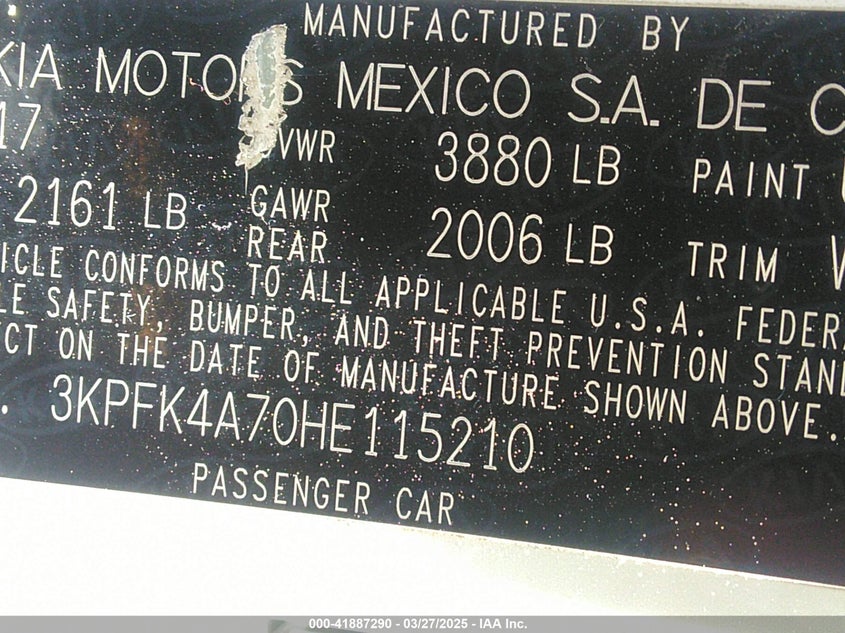 MANUFACTURED BY
KIA MOTORS MEXICO S.A. DE C
17 VWR 3880 LB PAINT
2161 LB GAWR REAR 2006 LB TRIM
ICLE CONFORMS TO ALL APPLICABLE U.S.A. FEDER
LE SAFETY, BUMPER, AND THEFT PREVENTION STAN
ECT ON THE DATE OF MANUFACTURE SHOWN ABOVE.
. 3KPFK4A70HE115210
PASSENGER CAR
000-41887290 – 03/27/2025 – IAA Inc.